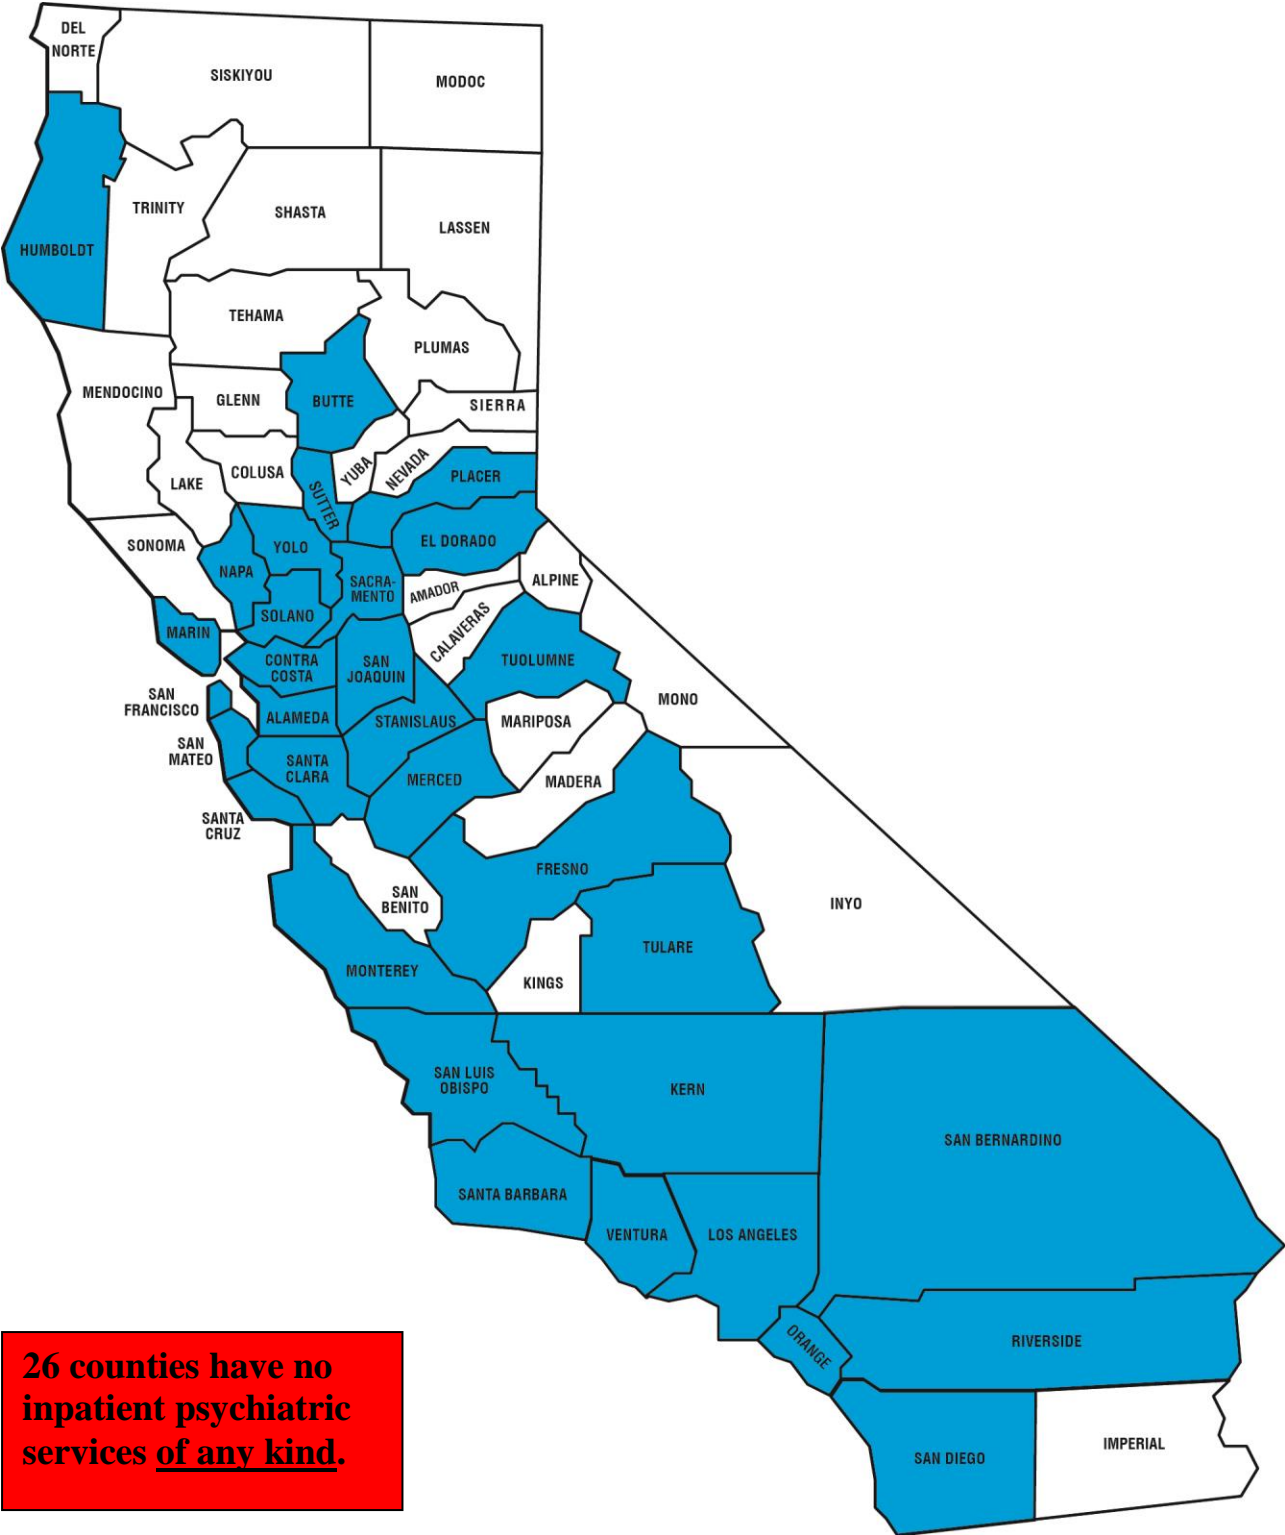 DEL
NORTE
SISKIYOU
MODOC
HUMBOLDT
TRINITY
SHASTA
LASSEN
TEHAMA
PLUMAS
MENDOCINO
GLENN
BUTTE
SIERRA
LAKE
COLUSA
SUTTER
YUBA
NEVADA
PLACER
SONOMA
NAPA
YOLO
EL DORADO
SACRA-
MENTO
AMADOR
ALPINE
SOLANO
MARIN
CALAVERAS
CONTRA
COSTA
SAN
JOAQUIN
TUOLUMNE
MONO
SAN
FRANCISCO
ALAMEDA
STANISLAUS
MARIPOSA
SAN
MATEO
SANTA
CLARA
MERCED
MADERA
SANTA
CRUZ
FRESNO
SAN
BENITO
INYO
MONTEREY
KINGS
TULARE
SAN LUIS
OBISPO
KERN
SAN BERNARDINO
SANTA BARBARA
VENTURA
LOS ANGELES
ORANGE
RIVERSIDE
SAN DIEGO
IMPERIAL
26 counties have no
inpatient psychiatric
services of any kind.